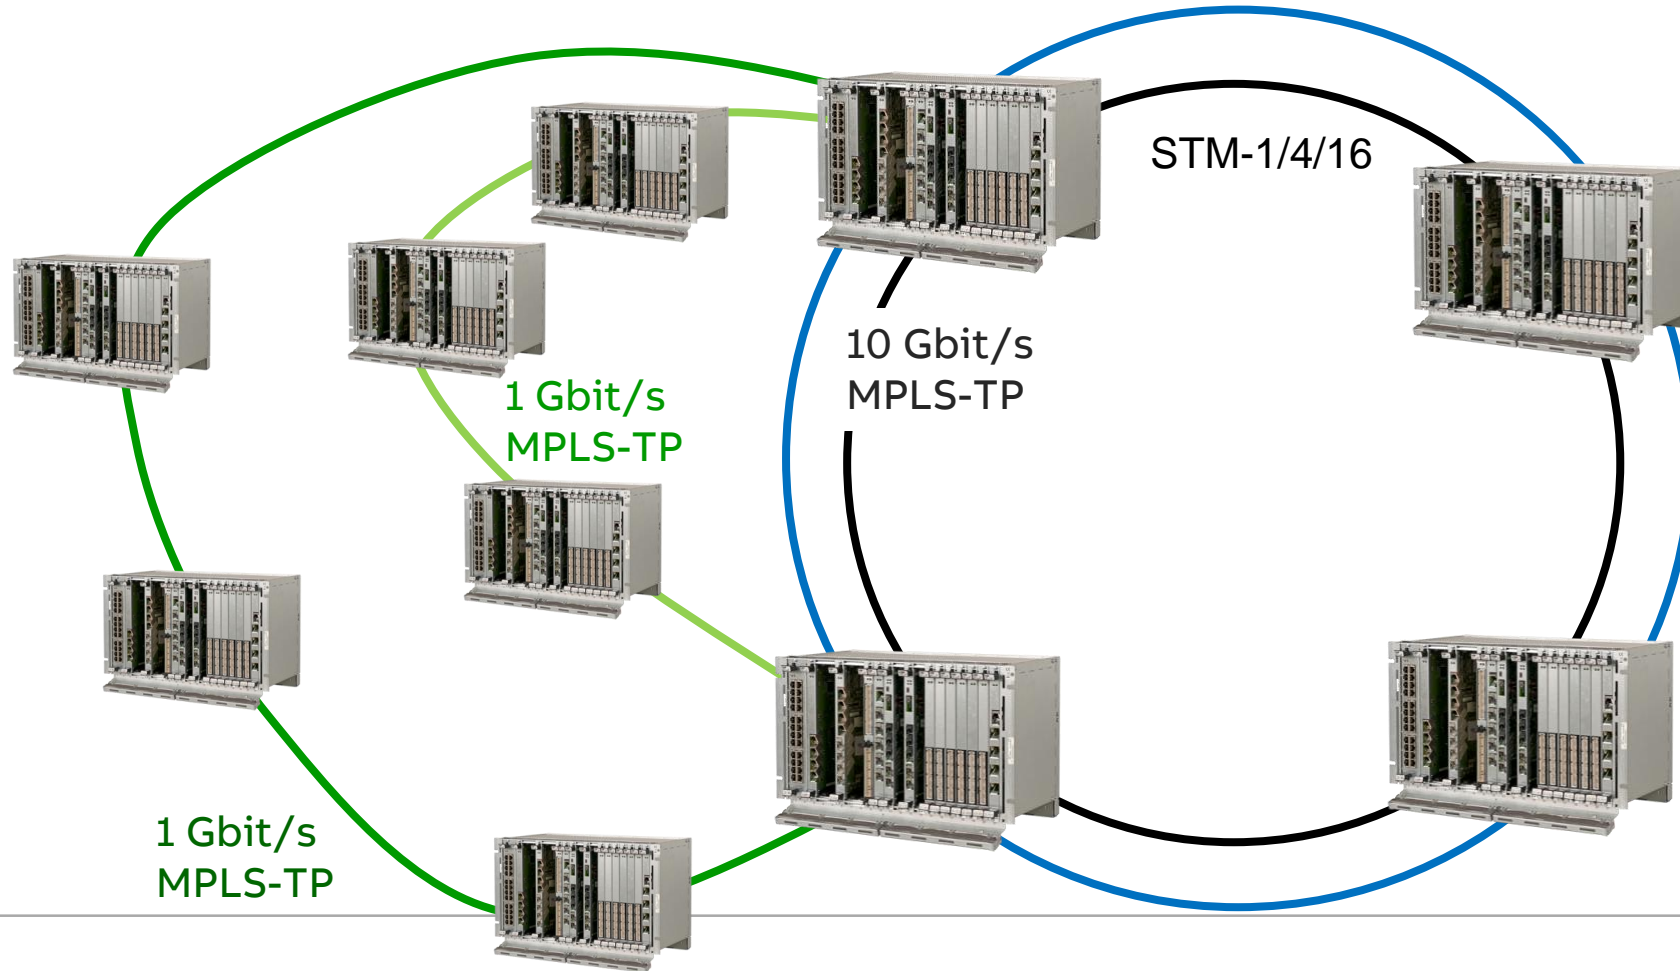 STM-1/4/16
10 Gbit/s
MPLS-TP
1 Gbit/s
MPLS-TP
1 Gbit/s
MPLS-TP